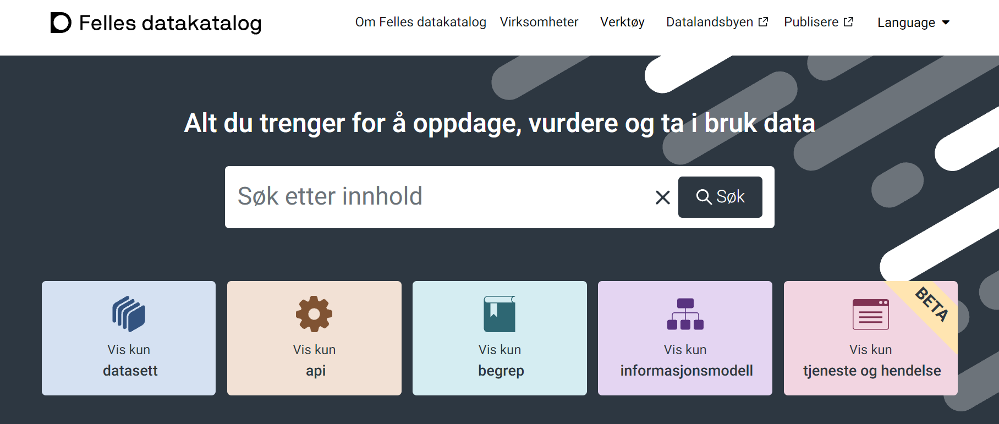 Felles datakatalog
Om Felles datakatalog Virksomheter Verktøy Datalandsbyen Publisere Language
Alt du trenger for å oppdage, vurdere og ta i bruk data
Søk etter innhold
Søk
Vis kun
datasett
Vis kun
api
Vis kun
begrep
Vis kun
informasjonsmodell
BETA
Vis kun
tjeneste og hendelse